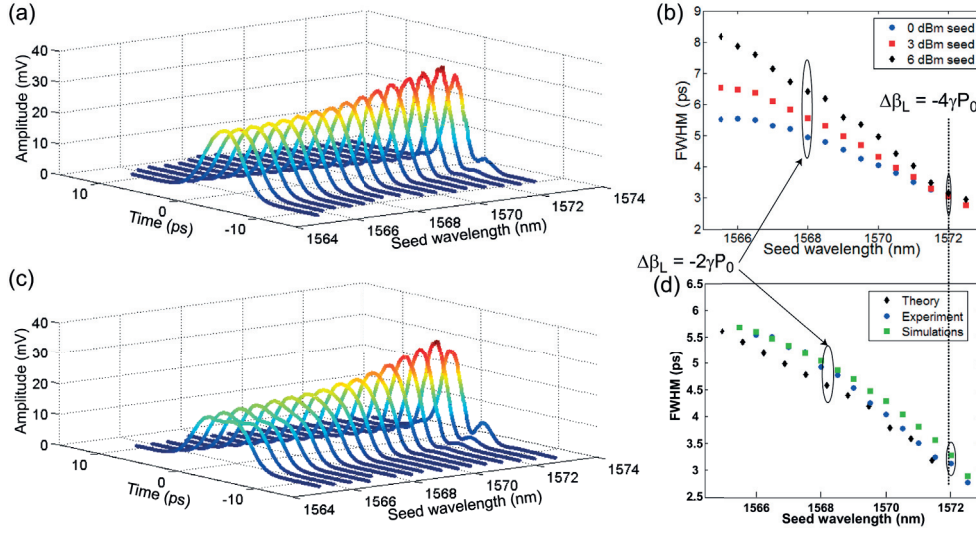 (a)
40
30
20
10
0
Amplitude (mV)
10
0
-10
Time (ps)
1564
1566
1568
1570
1572
1574
Seed wavelength (nm)
(b)
9
8
7
6
5
4
3
2
FWHM (ps)
0 dBm seed
3 dBm seed
6 dBm seed
1566
1568
1570
1572
ΔβL = -4γP0
ΔβL = -2γP0
(c)
40
30
20
10
0
Amplitude (mV)
10
0
-10
Time (ps)
1564
1566
1568
1570
1572
1574
Seed wavelength (nm)
(d)
6.5
6
5.5
5
4.5
4
3.5
3
2.5
FWHM (ps)
Theory
Experiment
Simulations
1566
1568
1570
1572
Seed wavelength (nm)